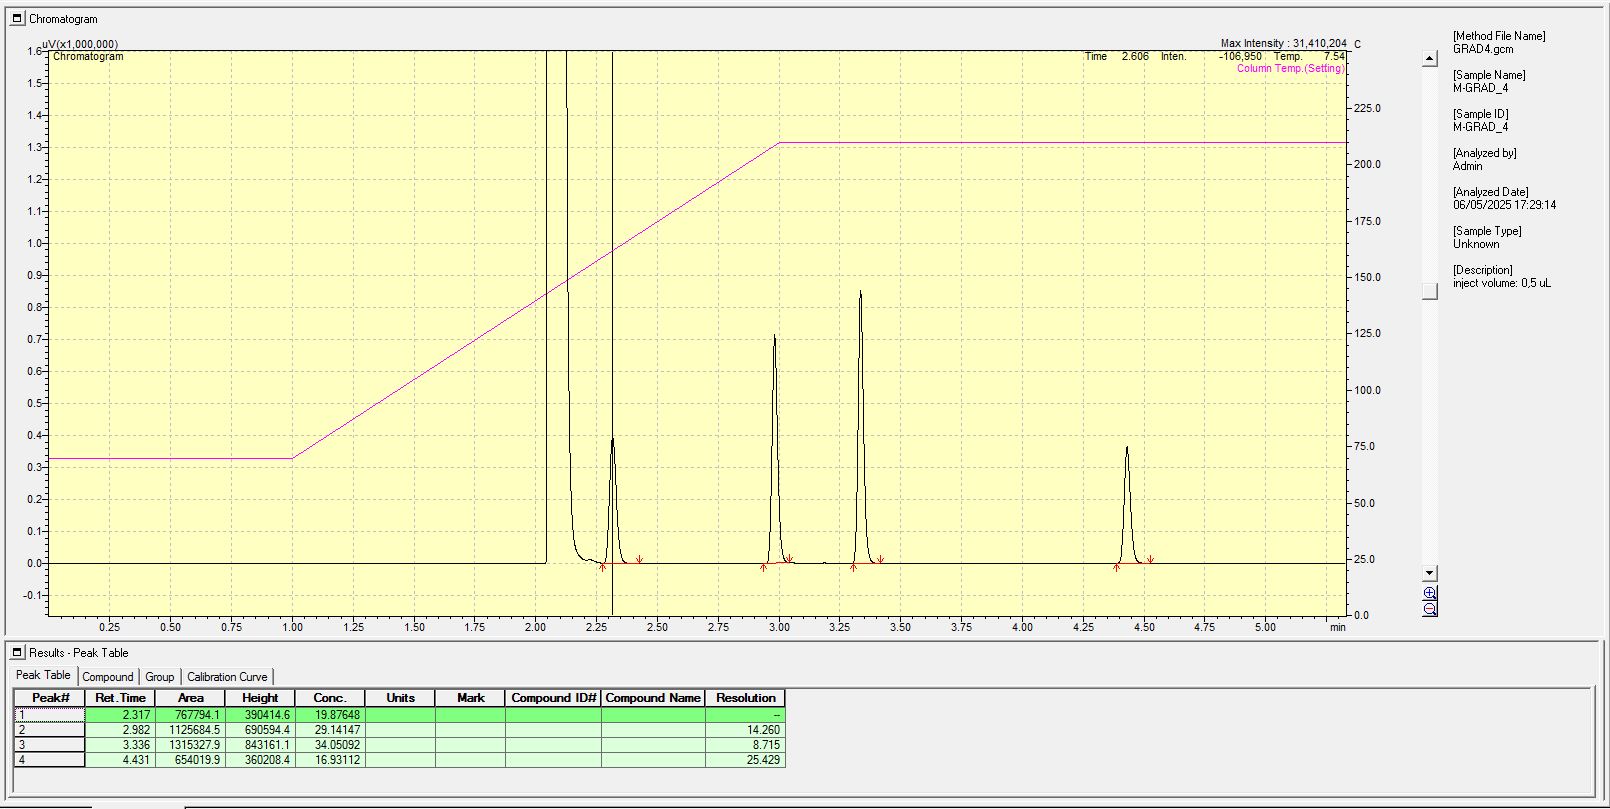 Chromatogram
uV(x1,000,000)
Chromatogram
Max Intensity : 31,410,204 C
Time 2.606 Inten. -106,950 Temp. 7.54
Column Temp.(Setting)
1.6
1.5
1.4
1.3
1.2
1.1
1.0
0.9
0.8
0.7
0.6
0.5
0.4
0.3
0.2
0.1
0.0
-0.1
225.0
200.0
175.0
150.0
125.0
100.0
75.0
50.0
25.0
0.0
0.25 0.50 0.75 1.00 1.25 1.50 1.75 2.00 2.25 2.50 2.75 3.00 3.25 3.50 3.75 4.00 4.25 4.50 4.75 5.00 min
[Method File Name]
GRAD4.gcm
[Sample Name]
M-GRAD_4
[Sample ID]
M-GRAD_4
[Analyzed by]
Admin
[Analyzed Date]
06/05/2025 17:29:14
[Sample Type]
Unknown
[Description]
inject volume: 0,5 uL
Results - Peak Table
Peak Table Compound Group Calibration Curve
Peak# Ret.Time Area Height Conc. Units Mark Compound ID# Compound Name Resolution
1 2.317 767794.1 390414.6 19.87648 --
2 2.982 1125684.5 690594.4 29.14147 14.260
3 3.336 1315327.9 843161.1 34.05092 8.715
4 4.431 654019.9 360208.4 16.93112 25.429